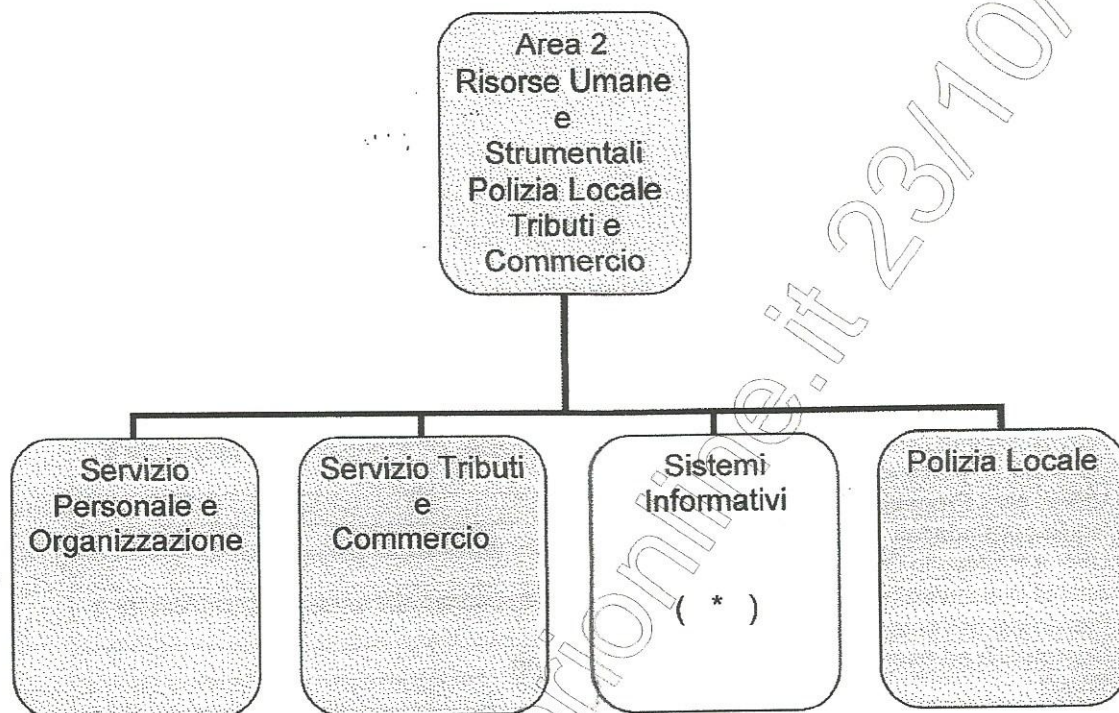 Area 2
Risorse Umane
e
Strumentali
Polizia Locale
Tributi e
Commercio
Servizio
Personale e
Organizzazione
Servizio Tributi
e
Commercio
Sistemi
Informativi
( * )
Polizia Locale